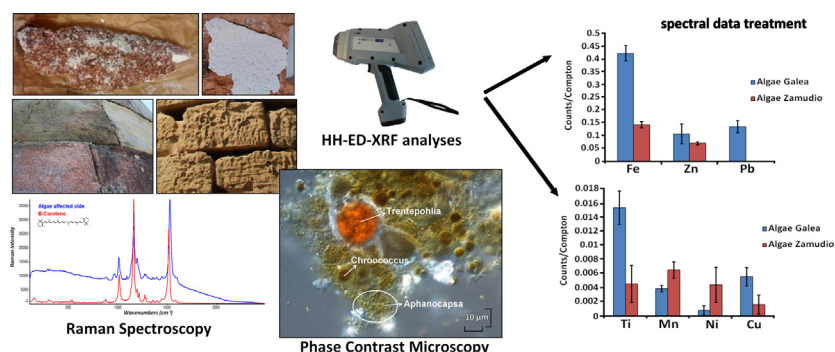 spectral data treatment
HH-ED-XRF analyses
Counts/Compton
0.5
0.45
0.4
0.35
0.3
0.25
0.2
0.15
0.1
0.05
0
Algae Galea
Algae Zamudio
Fe Zn Pb
Algae affected side
B-Carotene
Raman Intensity
Wavenumbers (cm-1)
Raman Spectroscopy
Trentepohlia
Chroococcus
Aphanocapsa
10 µm
Phase Contrast Microscopy
Counts/Compton
0.018
0.016
0.014
0.012
0.01
0.008
0.006
0.004
0.002
0
Algae Galea
Algae Zamudio
Ti Mn Ni Cu